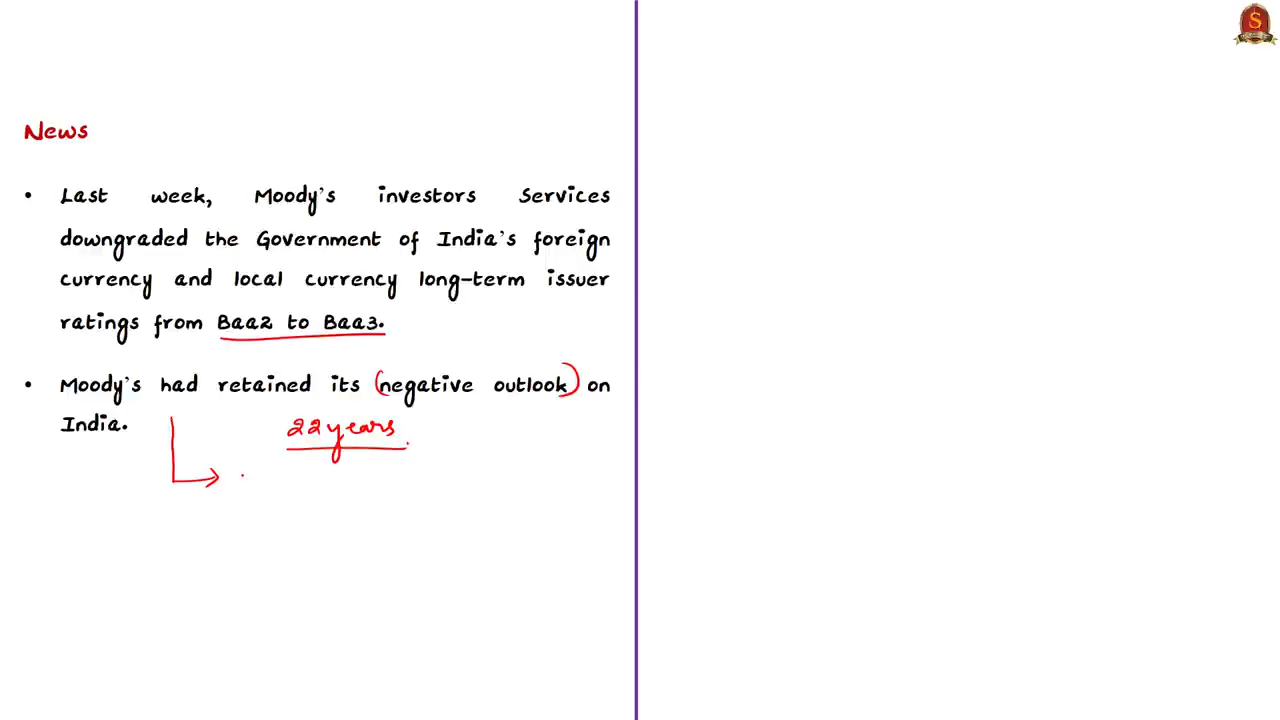 News
• Last week, Moody's investors Services
downgraded the Government of India's foreign
currency and local currency long-term issuer
ratings from Baa2 to Baa3.
• Moody's had retained its (negative outlook) on
India.
22 years
S